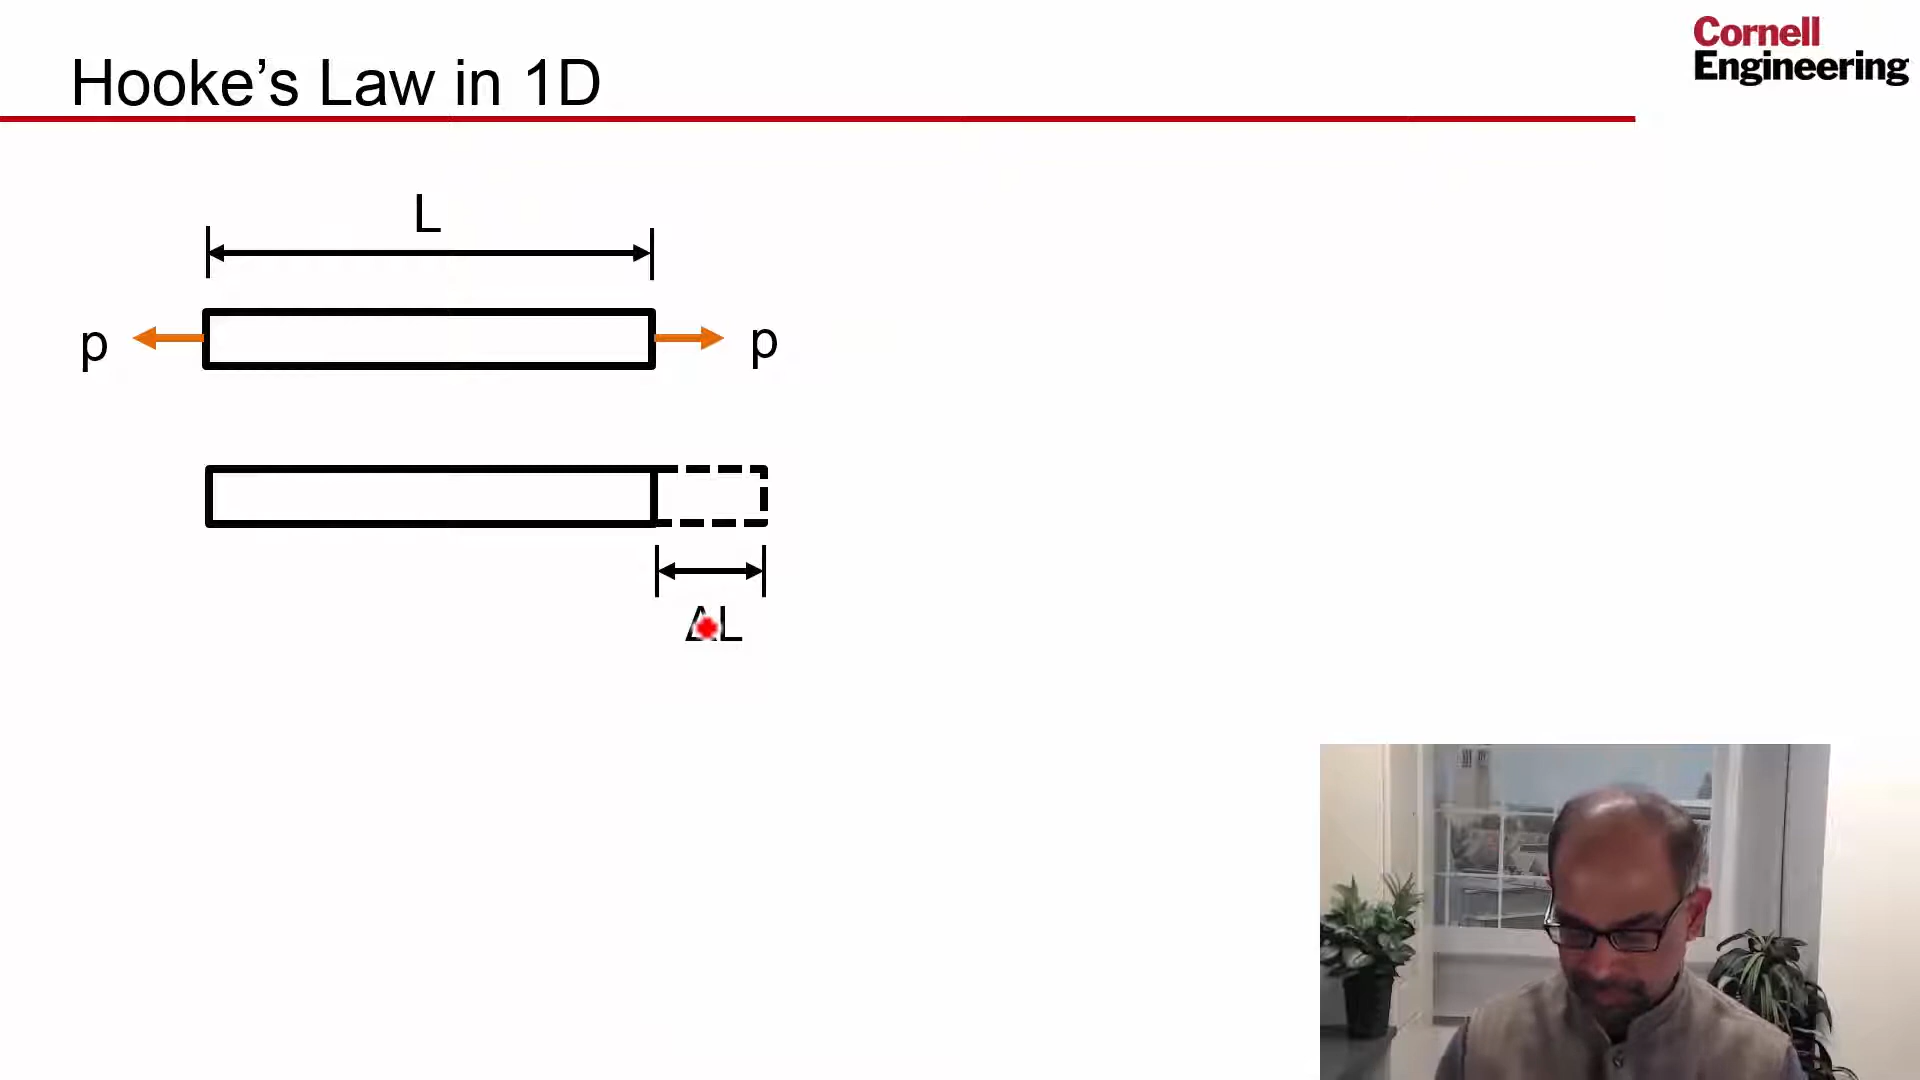 Cornell
Engineering
Hooke’s Law in 1D
L
p
p
ΔL